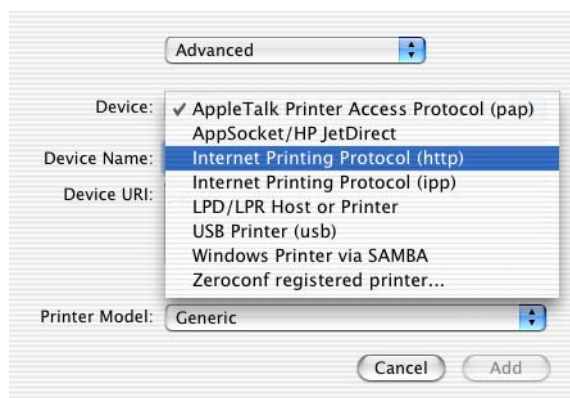 Advanced
Device:
✓ AppleTalk Printer Access Protocol (pap)
AppSocket/HP JetDirect
Device Name:
Internet Printing Protocol (http)
Internet Printing Protocol (ipp)
Device URI:
LPD/LPR Host or Printer
USB Printer (usb)
Windows Printer via SAMBA
Zeroconf registered printer...
Printer Model: Generic
Cancel Add